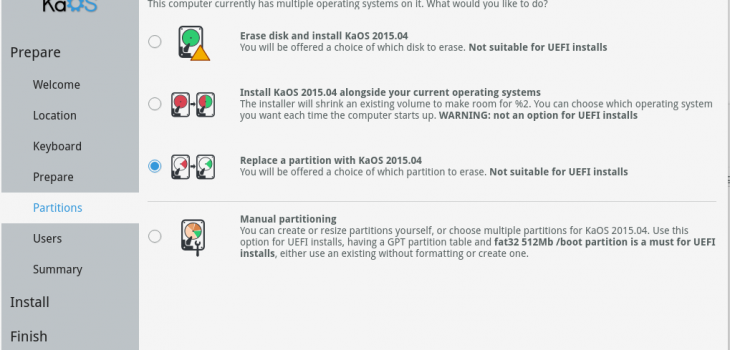 This computer currently has multiple operating systems on it. What would you like to do?
KaOS
Prepare
Welcome
Location
Keyboard
Prepare
Partitions
Users
Summary
Install
Finish
Erase disk and install KaOS 2015.04
You will be offered a choice of which disk to erase. Not suitable for UEFI installs
Install KaOS 2015.04 alongside your current operating systems
The installer will shrink an existing volume to make room for %2. You can choose which operating system
you want each time the computer starts up. WARNING: not an option for UEFI installs
Replace a partition with KaOS 2015.04
You will be offered a choice of which partition to erase. Not suitable for UEFI installs
Manual partitioning
You can create or resize partitions yourself, or choose multiple partitions for KaOS 2015.04. Use this
option for UEFI installs, having a GPT partition table and fat32 512Mb /boot partition is a must for UEFI
installs, either use an existing without formatting or create one.